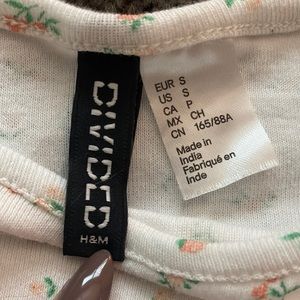 DIVIDED
H&M
EUR S
US S
CA P
MX CH
CN 165/88A
Made in
India
Fabriqué en
Inde